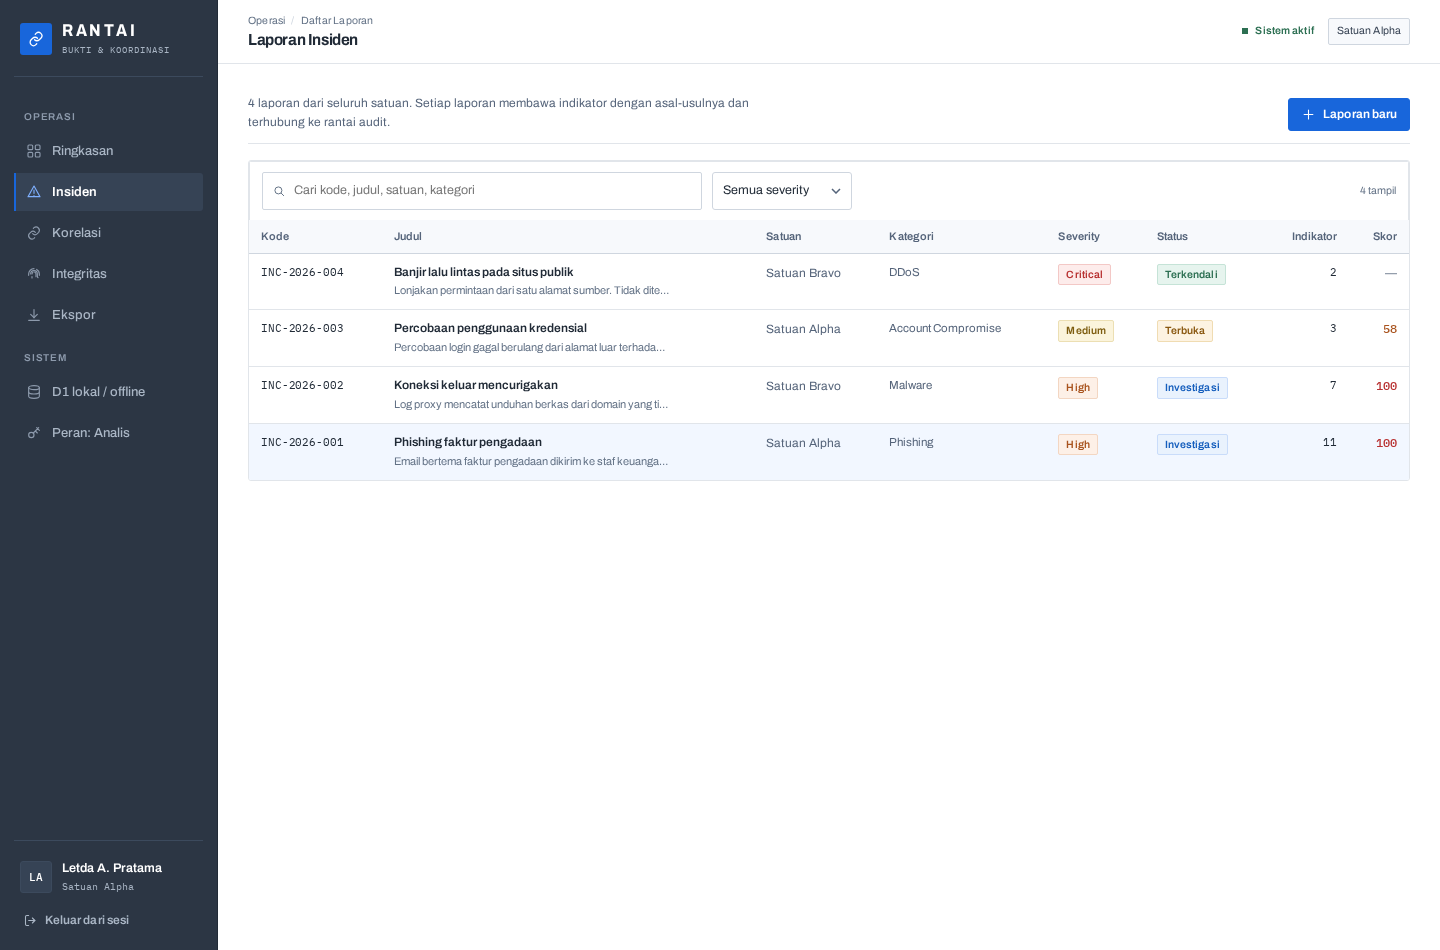 RANTAI
BUKTI & KOORDINASI
OPERASI
Ringkasan
Insiden
Korelasi
Integritas
Ekspor
SISTEM
D1 lokal / offline
Peran: Analis
LA
Letda A. Pratama
Satuan Alpha
Keluar dari sesi
Operasi / Daftar Laporan
Laporan Insiden
Sistem aktif
Satuan Alpha
4 laporan dari seluruh satuan. Setiap laporan membawa indikator dengan asal-usulnya dan
terhubung ke rantai audit.
Laporan baru
Cari kode, judul, satuan, kategori
Semua severity
4 tampil
Kode Judul Satuan Kategori Severity Status Indikator Skor
INC-2026-004 Banjir lalu lintas pada situs publik Satuan Bravo DDoS Critical Terkendali 2 —
Lonjakan permintaan dari satu alamat sumber. Tidak dite…
INC-2026-003 Percobaan penggunaan kredensial Satuan Alpha Account Compromise Medium Terbuka 3 58
Percobaan login gagal berulang dari alamat luar terhada…
INC-2026-002 Koneksi keluar mencurigakan Satuan Bravo Malware High Investigasi 7 100
Log proxy mencatat unduhan berkas dari domain yang ti…
INC-2026-001 Phishing faktur pengadaan Satuan Alpha Phishing High Investigasi 11 100
Email bertema faktur pengadaan dikirim ke staf keuanga…